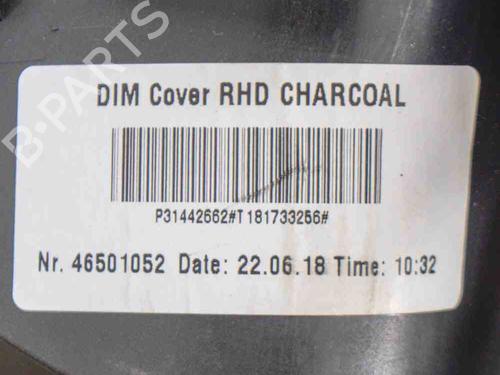 B-PARTS
DIM Cover RHD CHARCOAL
P31442662#T181733256#
Nr. 46501052 Date: 22.06.18 Time: 10:32